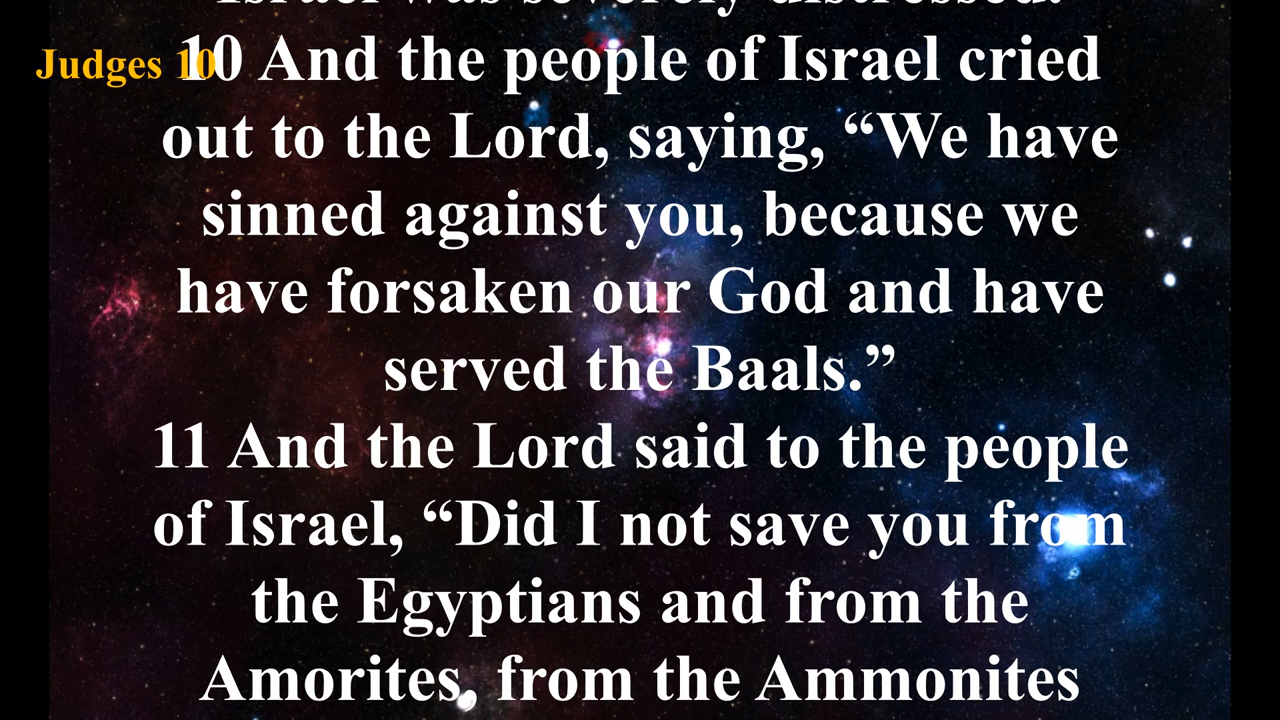 Israel was severely distressed.
Judges 10
10 And the people of Israel cried
out to the Lord, saying, “We have
sinned against you, because we
have forsaken our God and have
served the Baals.”
11 And the Lord said to the people
of Israel, “Did I not save you from
the Egyptians and from the
Amorites, from the Ammonites